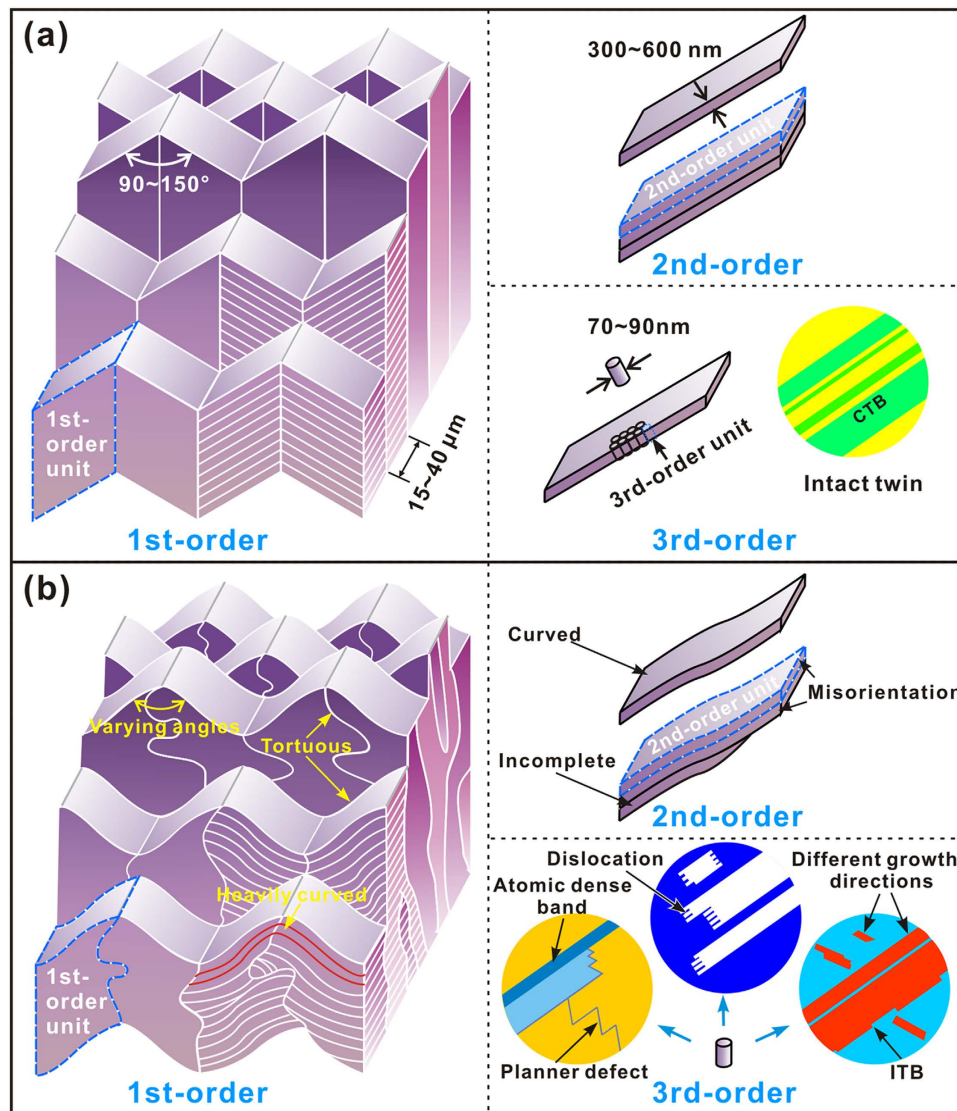 (a)
90~150°
1st-
order
unit
15~40 μm
1st-order
300~600 nm
2nd-order unit
2nd-order
70~90nm
3rd-order unit
CTB
Intact twin
3rd-order
(b)
Varying angles
Tortuous
Heavily curved
1st-
order
unit
1st-order
Curved
2nd-order unit
Misorientation
Incomplete
2nd-order
Dislocation
Atomic dense
band
Different growth
directions
Planner defect
ITB
3rd-order